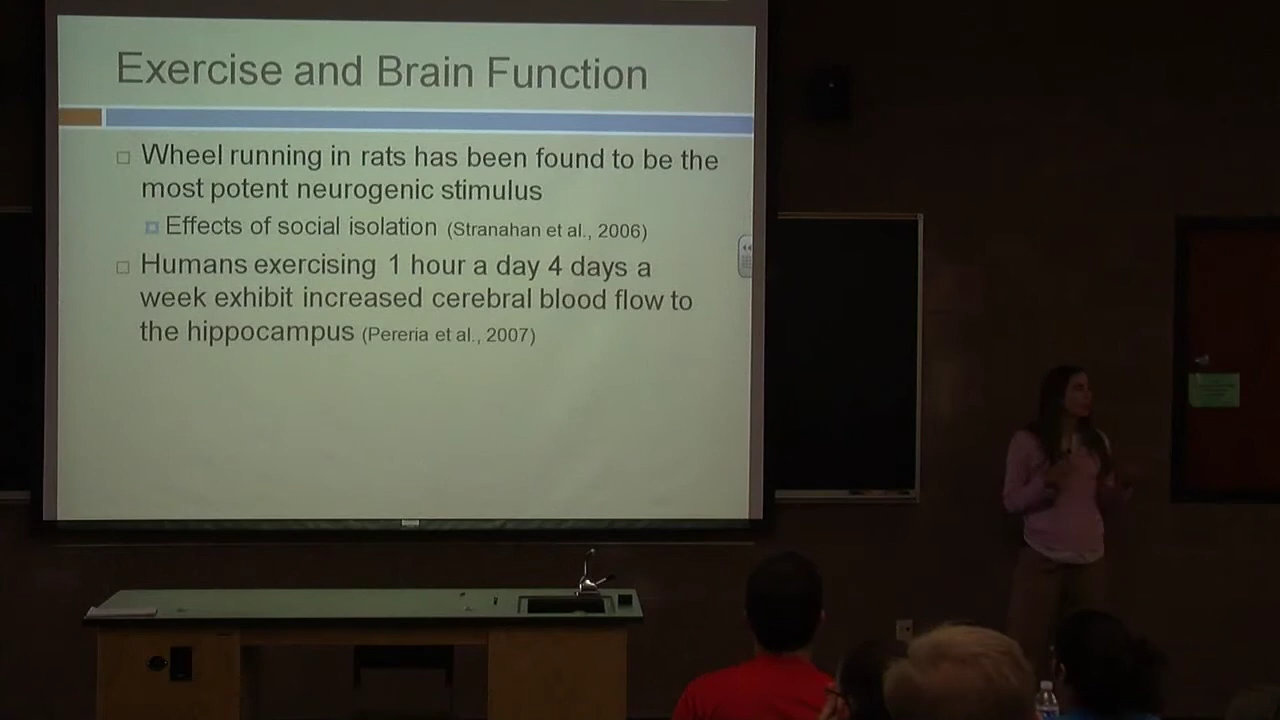 Exercise and Brain Function
Wheel running in rats has been found to be the
most potent neurogenic stimulus
Effects of social isolation (Stranahan et al., 2006)
Humans exercising 1 hour a day 4 days a
week exhibit increased cerebral blood flow to
the hippocampus (Pereria et al., 2007)